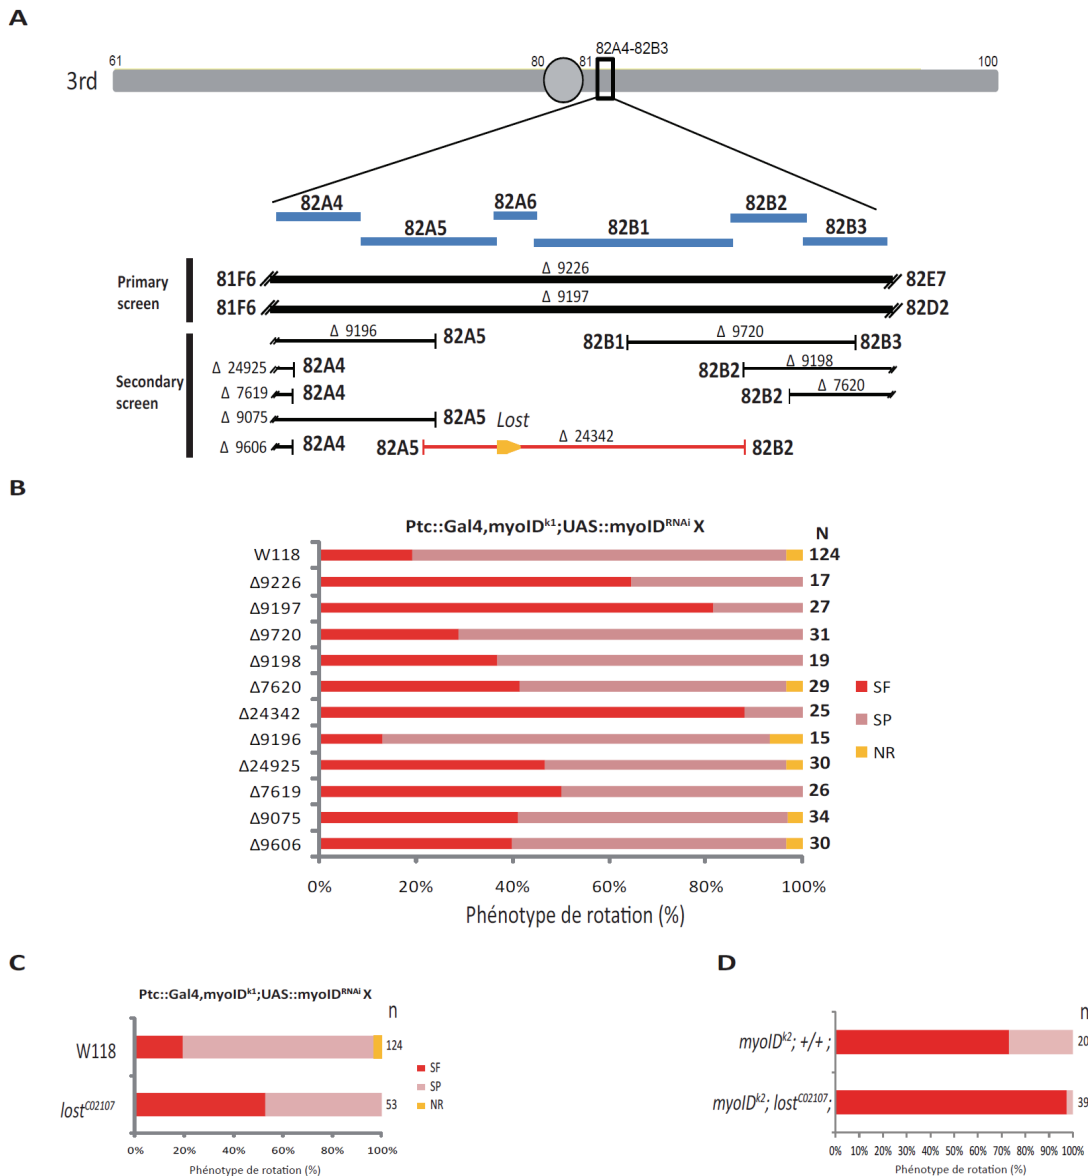 A
82A4-82B3
61 80 81 100
3rd
82A4 82A6 82B2
82A5 82B1 82B3
Primary screen
81F6 Δ 9226 82E7
81F6 Δ 9197 82D2
Secondary screen
Δ 9196 82A5 82B1 Δ 9720 82B3
Δ 24925 82A4 82B2 Δ 9198
Δ 7619 82A4 82B2 Δ 7620
Δ 9075 82A5 Lost
Δ 9606 82A4 82A5 Δ 24342 82B2
B
Ptc::Gal4,myoID^k1;UAS::myoID^RNAi X N
W118 124
Δ9226 17
Δ9197 27
Δ9720 31
Δ9198 19
Δ7620 29
Δ24342 25
Δ9196 15
Δ24925 30
Δ7619 26
Δ9075 34
Δ9606 30
SF
SP
NR
0% 20% 40% 60% 80% 100%
Phénotype de rotation (%)
C
Ptc::Gal4,myoID^k1;UAS::myoID^RNAi X n
W118 124
lost^C02107 53
SF
SP
NR
0% 20% 40% 60% 80% 100%
Phénotype de rotation (%)
D
n
myoID^k2; +/+ ; 20
myoID^k2; lost^C02107; 39
0% 10% 20% 30% 40% 50% 60% 70% 80% 90% 100%
Phénotype de rotation (%)